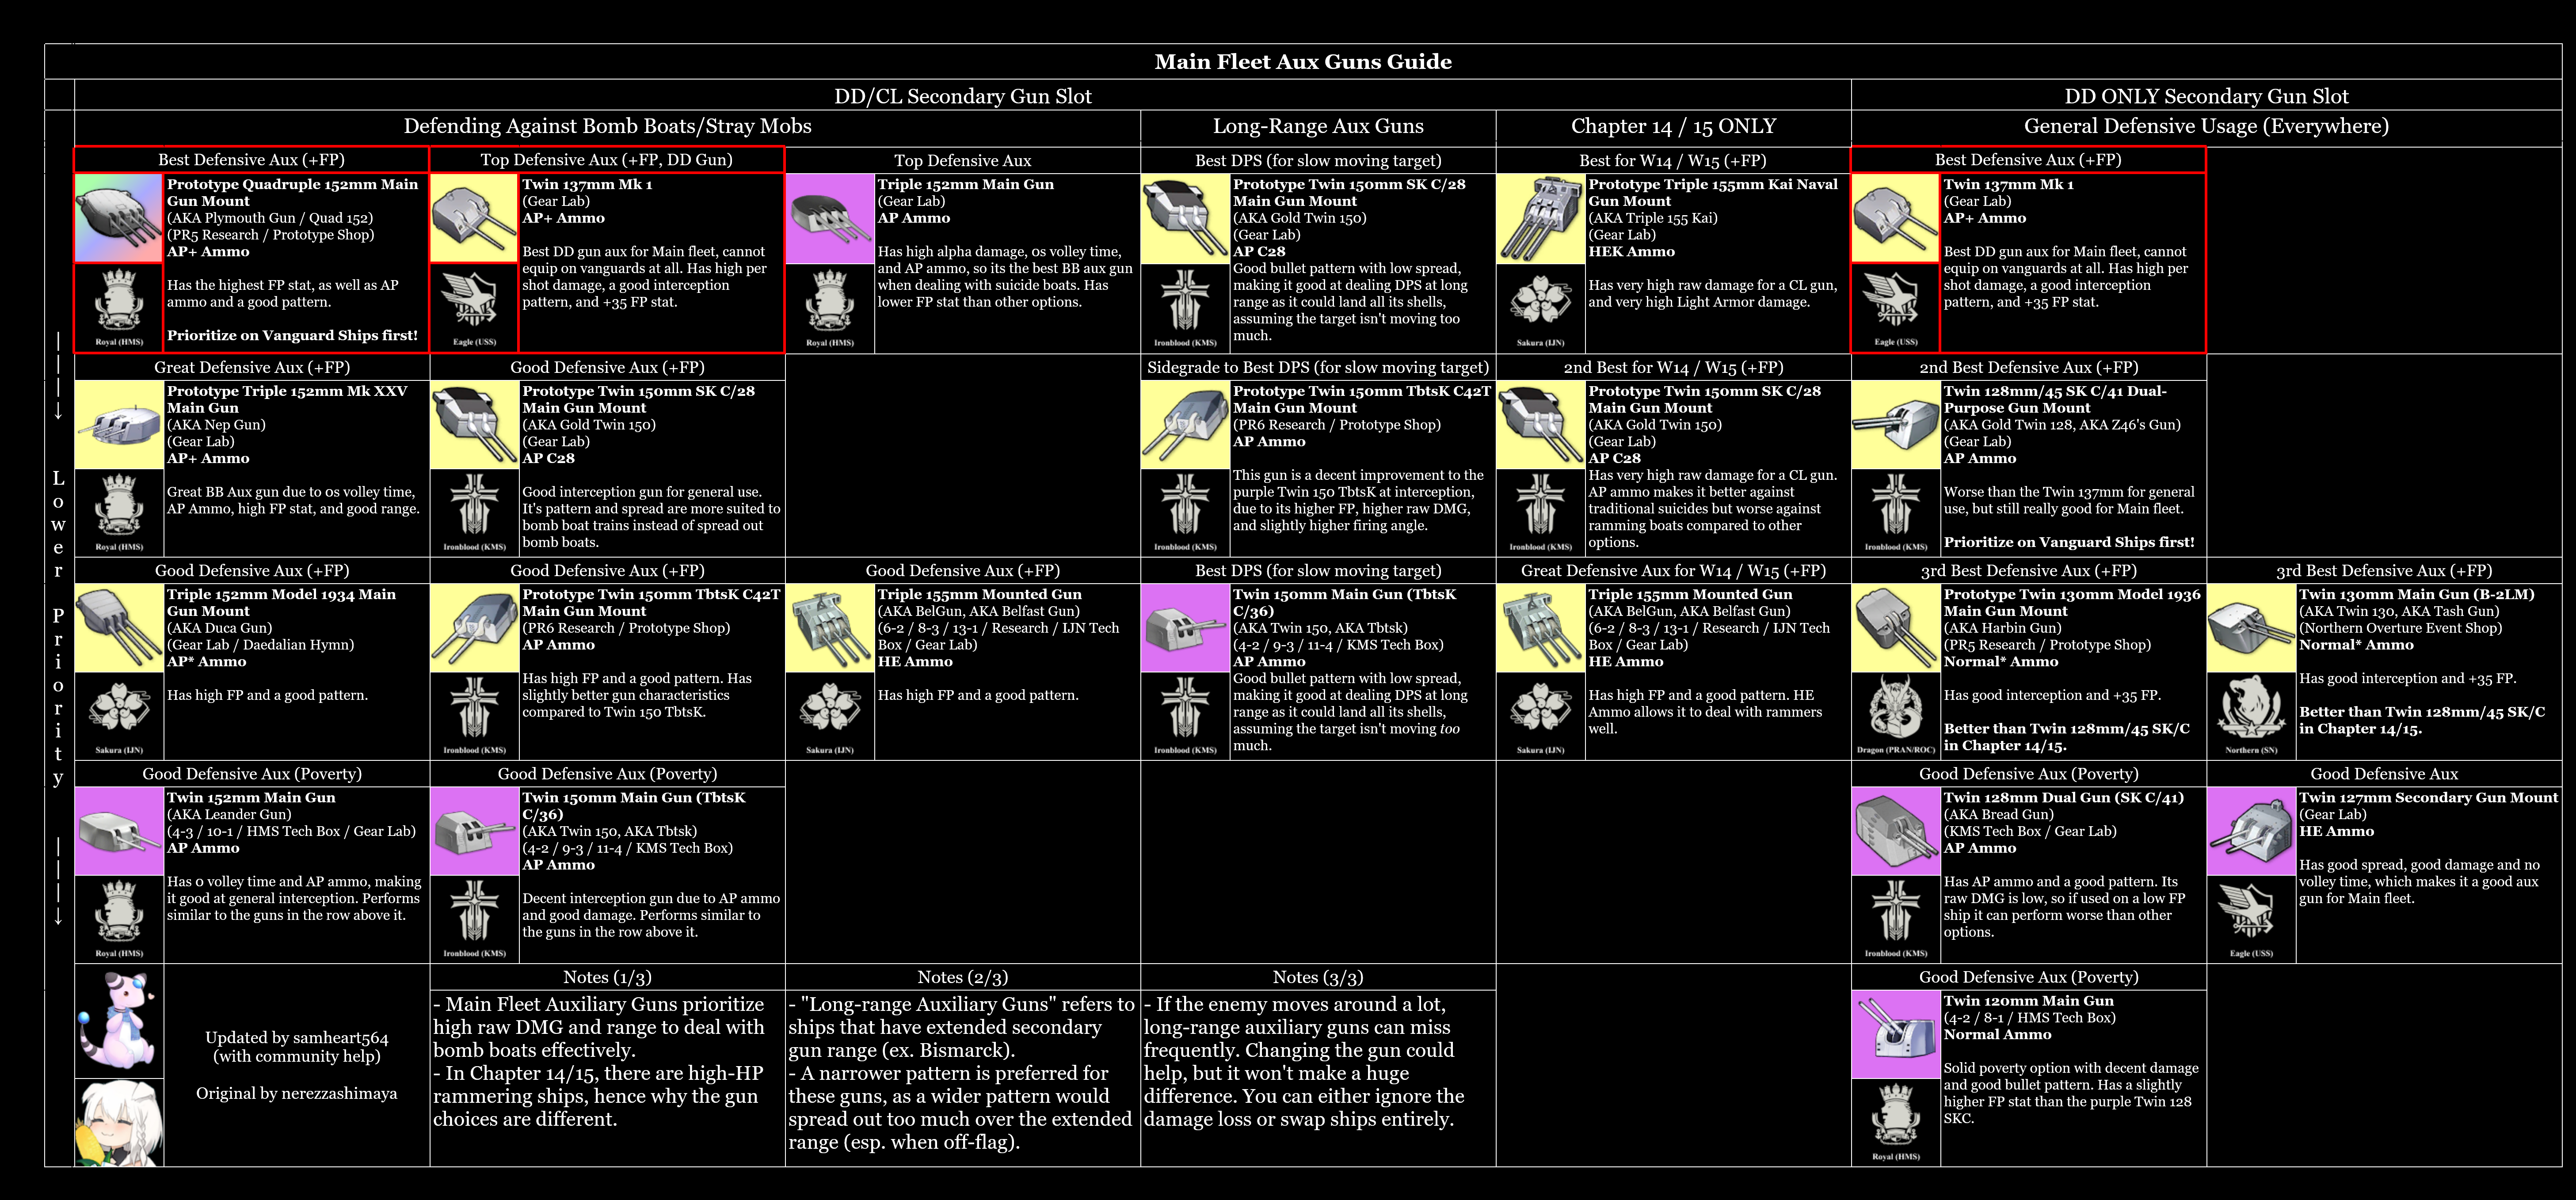 Main Fleet Aux Guns Guide
DD/CL Secondary Gun Slot
DD ONLY Secondary Gun Slot
Defending Against Bomb Boats/Stray Mobs
Long-Range Aux Guns
Chapter 14 / 15 ONLY
General Defensive Usage (Everywhere)
Lower Priority
Best Defensive Aux (+FP)
Prototype Quadruple 152mm Main
Gun Mount
(AKA Plymouth Gun / Quad 152)
(PR5 Research / Prototype Shop)
AP+ Ammo
Has the highest FP stat, as well as AP
ammo and a good pattern.
Prioritize on Vanguard Ships first!
Royal (HMS)
Top Defensive Aux (+FP, DD Gun)
Twin 137mm Mk 1
(Gear Lab)
AP+ Ammo
Best DD gun aux for Main fleet, cannot
equip on vanguards at all. Has high per
shot damage, a good interception
pattern, and +35 FP stat.
Eagle (USS)
Top Defensive Aux
Triple 152mm Main Gun
(Gear Lab)
AP Ammo
Has high alpha damage, 0s volley time,
and AP ammo, so its the best BB aux gun
when dealing with suicide boats. Has
lower FP stat than other options.
Royal (HMS)
Best DPS (for slow moving target)
Prototype Twin 150mm SK C/28
Main Gun Mount
(AKA Gold Twin 150)
(Gear Lab)
AP C28
Good bullet pattern with low spread,
making it good at dealing DPS at long
range as it could land all its shells,
assuming the target isn't moving too
much.
Ironblood (KMS)
Best for W14 / W15 (+FP)
Prototype Triple 155mm Kai Naval
Gun Mount
(AKA Triple 155 Kai)
(Gear Lab)
HEK Ammo
Has very high raw damage for a CL gun,
and very high Light Armor damage.
Sakura (IJN)
Best Defensive Aux (+FP)
Twin 137mm Mk 1
(Gear Lab)
AP+ Ammo
Best DD gun aux for Main fleet, cannot
equip on vanguards at all. Has high per
shot damage, a good interception
pattern, and +35 FP stat.
Eagle (USS)
Great Defensive Aux (+FP)
Prototype Triple 152mm Mk XXV
Main Gun
(AKA Nep Gun)
(Gear Lab)
AP+ Ammo
Great BB Aux gun due to 0s volley time,
AP Ammo, high FP stat, and good range.
Royal (HMS)
Good Defensive Aux (+FP)
Prototype Twin 150mm SK C/28
Main Gun Mount
(AKA Gold Twin 150)
(Gear Lab)
AP C28
Good interception gun for general use.
It's pattern and spread are more suited to
bomb boat trains instead of spread out
bomb boats.
Ironblood (KMS)
Sidegrade to Best DPS (for slow moving target)
Prototype Twin 150mm TbtsK C42T
Main Gun Mount
(PR6 Research / Prototype Shop)
AP Ammo
This gun is a decent improvement to the
purple Twin 150 TbtsK at interception,
due to its higher FP, higher raw DMG,
and slightly higher firing angle.
Ironblood (KMS)
2nd Best for W14 / W15 (+FP)
Prototype Twin 150mm SK C/28
Main Gun Mount
(AKA Gold Twin 150)
(Gear Lab)
AP C28
Has very high raw damage for a CL gun.
AP ammo makes it better against
traditional suicides but worse against
ramming boats compared to other
options.
Ironblood (KMS)
2nd Best Defensive Aux (+FP)
Twin 128mm/45 SK C/41 Dual-
Purpose Gun Mount
(AKA Gold Twin 128, AKA Z46's Gun)
(Gear Lab)
AP Ammo
Worse than the Twin 137mm for general
use, but still really good for Main fleet.
Prioritize on Vanguard Ships first!
Ironblood (KMS)
Good Defensive Aux (+FP)
Triple 152mm Model 1934 Main
Gun Mount
(AKA Duca Gun)
(Gear Lab / Daedalian Hymn)
AP* Ammo
Has high FP and a good pattern.
Sakura (IJN)
Good Defensive Aux (+FP)
Prototype Twin 150mm TbtsK C42T
Main Gun Mount
(PR6 Research / Prototype Shop)
AP Ammo
Has high FP and a good pattern. Has
slightly better gun characteristics
compared to Twin 150 TbtsK.
Ironblood (KMS)
Good Defensive Aux (+FP)
Triple 155mm Mounted Gun
(AKA BelGun, AKA Belfast Gun)
(6-2 / 8-3 / 13-1 / Research / IJN Tech
Box / Gear Lab)
HE Ammo
Has high FP and a good pattern.
Sakura (IJN)
Best DPS (for slow moving target)
Twin 150mm Main Gun (TbtsK
C/36)
(AKA Twin 150, AKA Tbtsk)
(4-2 / 9-3 / 11-4 / KMS Tech Box)
AP Ammo
Good bullet pattern with low spread,
making it good at dealing DPS at long
range as it could land all its shells,
assuming the target isn't moving too
much.
Ironblood (KMS)
Great Defensive Aux for W14 / W15 (+FP)
Triple 155mm Mounted Gun
(AKA BelGun, AKA Belfast Gun)
(6-2 / 8-3 / 13-1 / Research / IJN Tech
Box / Gear Lab)
HE Ammo
Has high FP and a good pattern. HE
Ammo allows it to deal with rammers
well.
Sakura (IJN)
3rd Best Defensive Aux (+FP)
Prototype Twin 130mm Model 1936
Main Gun Mount
(AKA Harbin Gun)
(PR5 Research / Prototype Shop)
Normal* Ammo
Has good interception and +35 FP.
Better than Twin 128mm/45 SK/C
in Chapter 14/15.
Dragon (PRAN/ROC)
3rd Best Defensive Aux (+FP)
Twin 130mm Main Gun (B-2LM)
(AKA Twin 130, AKA Tash Gun)
(Northern Overture Event Shop)
Normal* Ammo
Has good interception and +35 FP.
Better than Twin 128mm/45 SK/C
in Chapter 14/15.
Northern (SN)
Good Defensive Aux (Poverty)
Twin 152mm Main Gun
(AKA Leander Gun)
(4-3 / 10-1 / HMS Tech Box / Gear Lab)
AP Ammo
Has 0 volley time and AP ammo, making
it good at general interception. Performs
similar to the guns in the row above it.
Royal (HMS)
Good Defensive Aux (Poverty)
Twin 150mm Main Gun (TbtsK
C/36)
(AKA Twin 150, AKA Tbtsk)
(4-2 / 9-3 / 11-4 / KMS Tech Box)
AP Ammo
Decent interception gun due to AP ammo
and good damage. Performs similar to
the guns in the row above it.
Ironblood (KMS)
Good Defensive Aux (Poverty)
Twin 128mm Dual Gun (SK C/41)
(AKA Bread Gun)
(KMS Tech Box / Gear Lab)
AP Ammo
Has AP ammo and a good pattern. Its
raw DMG is low, so if used on a low FP
ship it can perform worse than other
options.
Ironblood (KMS)
Good Defensive Aux
Twin 127mm Secondary Gun Mount
(Gear Lab)
HE Ammo
Has good spread, good damage and no
volley time, which makes it a good aux
gun for Main fleet.
Eagle (USS)
Updated by samheart564
(with community help)
Original by nerezzashimaya
Notes (1/3)
- Main Fleet Auxiliary Guns prioritize
high raw DMG and range to deal with
bomb boats effectively.
- In Chapter 14/15, there are high-HP
rammering ships, hence why the gun
choices are different.
Notes (2/3)
- "Long-range Auxiliary Guns" refers to
ships that have extended secondary
gun range (ex. Bismarck).
- A narrower pattern is preferred for
these guns, as a wider pattern would
spread out too much over the extended
range (esp. when off-flag).
Notes (3/3)
- If the enemy moves around a lot,
long-range auxiliary guns can miss
frequently. Changing the gun could
help, but it won't make a huge
difference. You can either ignore the
damage loss or swap ships entirely.
Good Defensive Aux (Poverty)
Twin 120mm Main Gun
(4-2 / 8-1 / HMS Tech Box)
Normal Ammo
Solid poverty option with decent damage
and good bullet pattern. Has a slightly
higher FP stat than the purple Twin 128
SKC.
Royal (HMS)